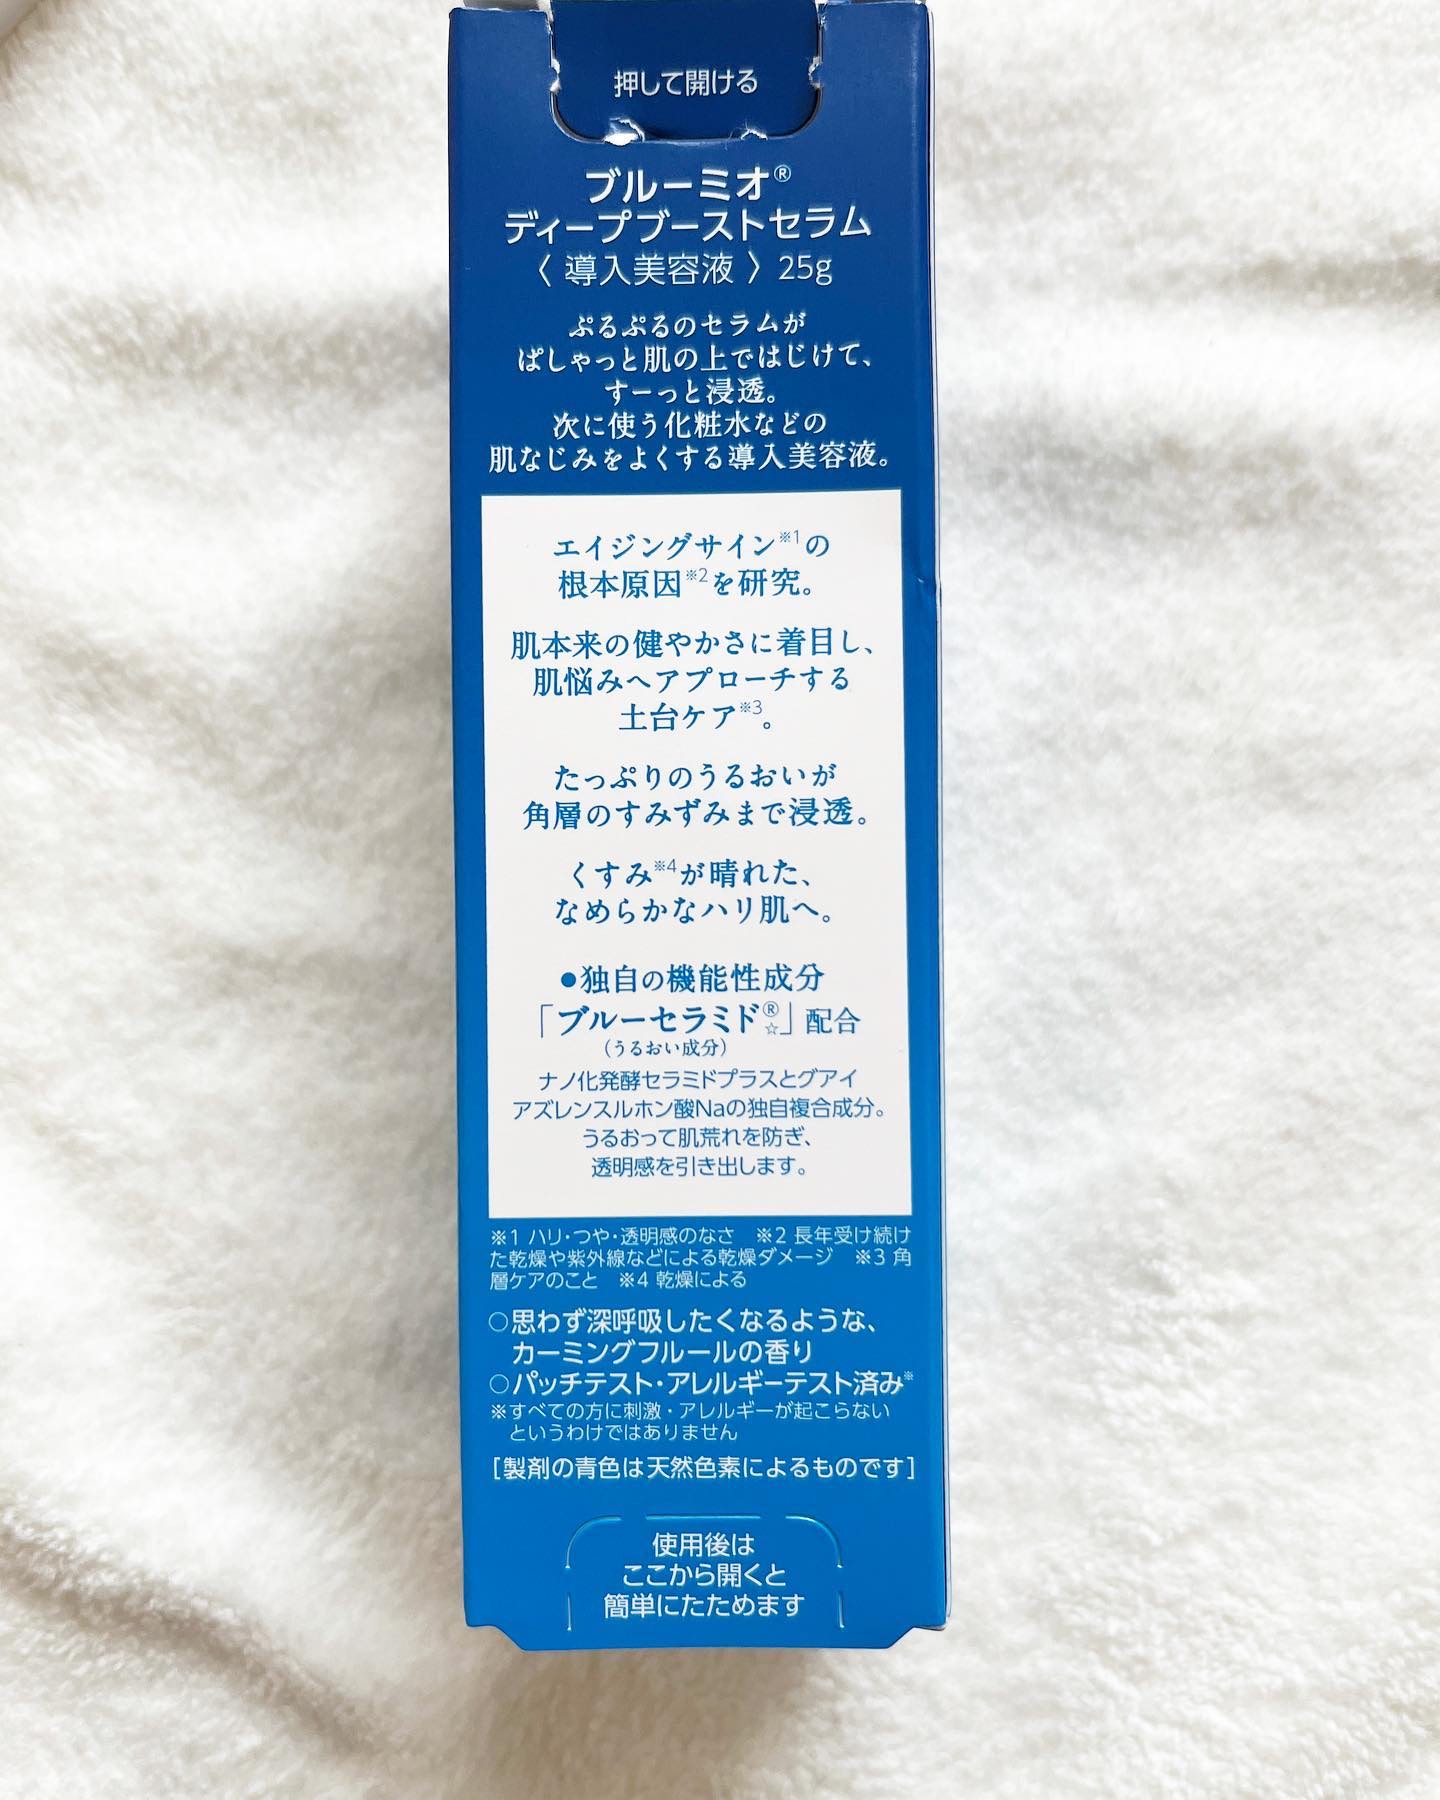 押して開ける
ブルーミオ®
ディープブーストセラム
〈 導入美容液 〉 25g
ぷるぷるのセラムが
ぱしゃっと肌の上ではじけて、
すーっと浸透。
次に使う化粧水などの
肌なじみをよくする導入美容液。
エイジングサイン※1の
根本原因※2を研究。
肌本来の健やかさに着目し、
肌悩みへアプローチする
土台ケア※3。
たっぷりのうるおいが
角層のすみずみまで浸透。
くすみ※4が晴れた、
なめらかなハリ肌へ。
●独自の機能性成分
「ブルーセラミド®☆」配合
(うるおい成分)
ナノ化発酵セラミドプラスとグアイ
アズレンスルホン酸Naの独自複合成分。
うるおって肌荒れを防ぎ、
透明感を引き出します。
※1 ハリ・つや・透明感のなさ ※2 長年受け続け
た乾燥や紫外線などによる乾燥ダメージ ※3 角
層ケアのこと ※4 乾燥による
○思わず深呼吸したくなるような、
カーミングフルールの香り
○パッチテスト・アレルギーテスト済み※
※すべての方に刺激・アレルギーが起こらない
というわけではありません
[製剤の青色は天然色素によるものです]
使用後は
ここから開くと
簡単にたためます